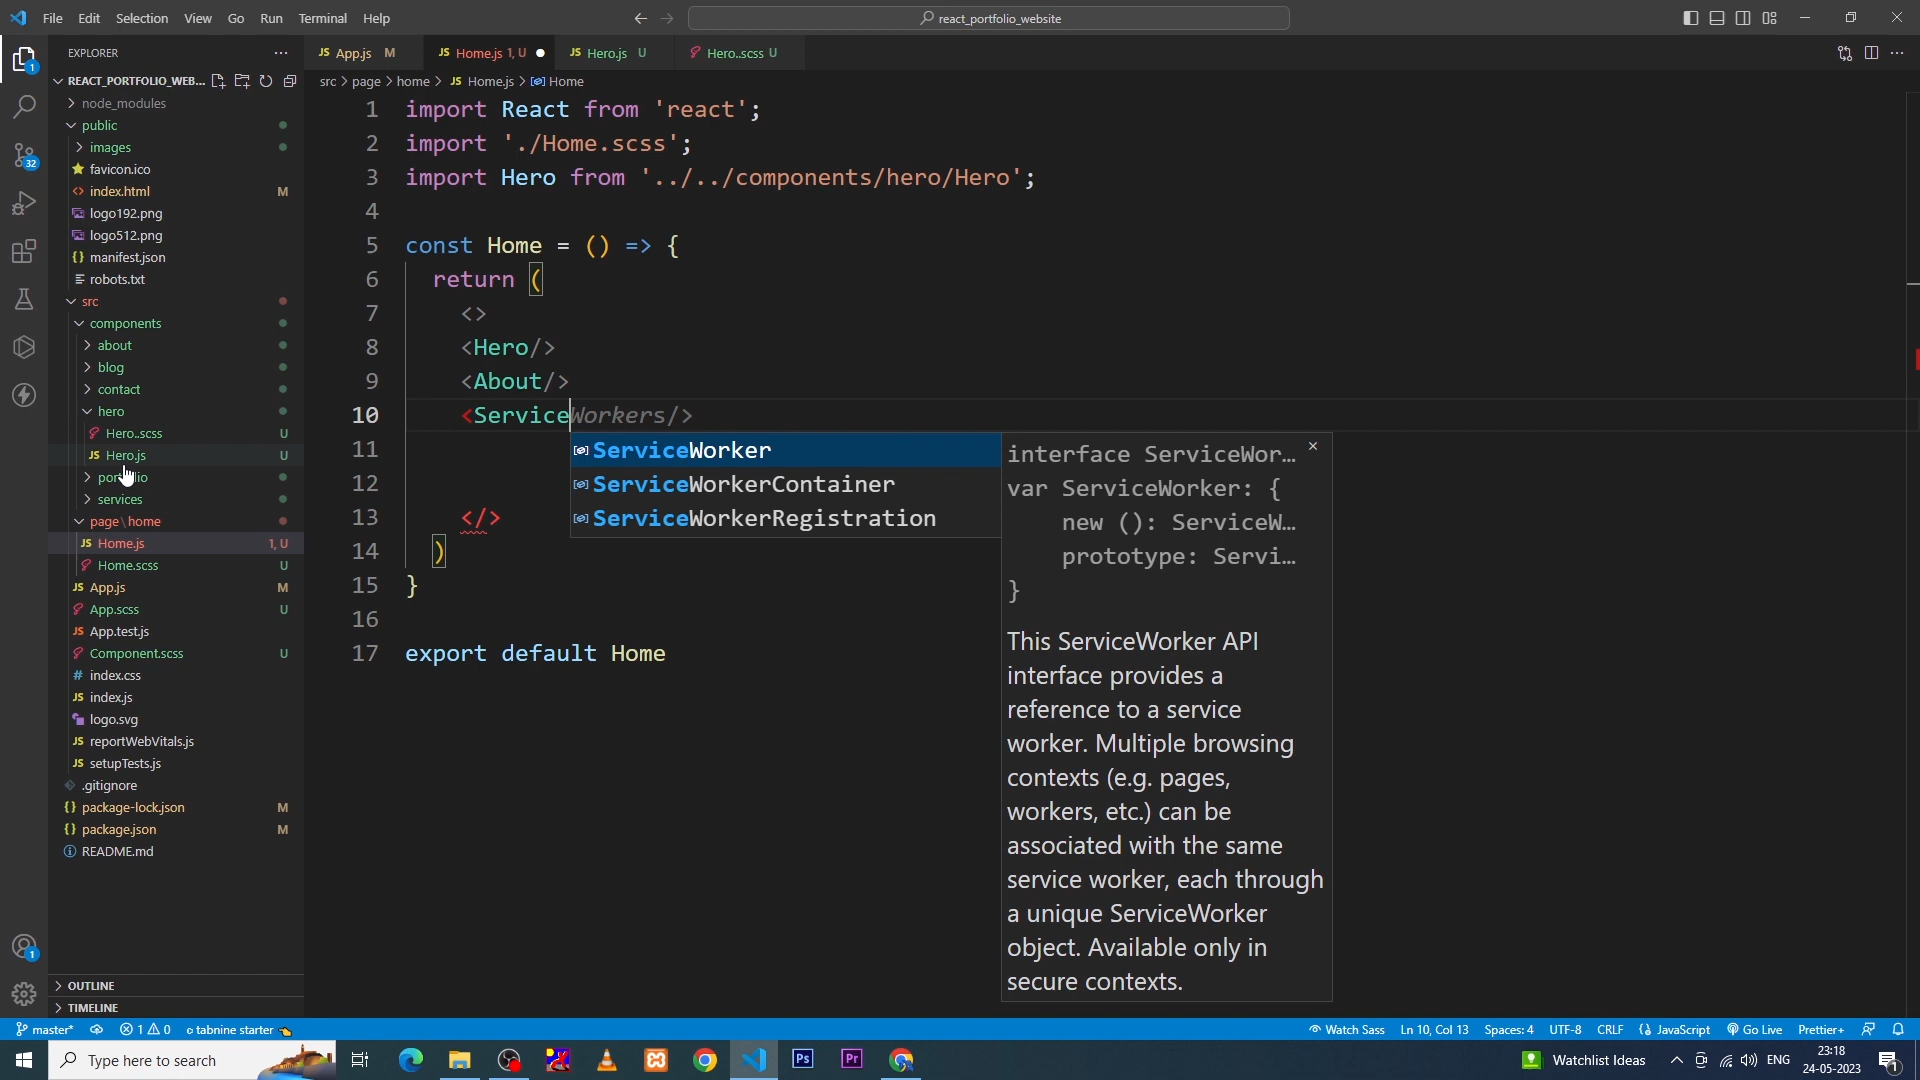 File Edit Selection View Go Run Terminal Help
react_portfolio_website
EXPLORER
REACT_PORTFOLIO_WEB...
node_modules
public
images
favicon.ico
index.html M
logo192.png
logo512.png
manifest.json
robots.txt
src
components
about
blog
contact
hero
Hero..scss U
Hero.js U
portfolio
services
page\home
Home.js 1, U
Home.scss U
App.js M
App.scss U
App.test.js
Component.scss U
index.css
index.js
logo.svg
reportWebVitals.js
setupTests.js
.gitignore
package-lock.json M
package.json M
README.md
OUTLINE
TIMELINE
App.js M
Home.js 1, U
Hero.js U
Hero..scss U
src > page > home > JS Home.js > Home
1 import React from 'react';
2 import './Home.scss';
3 import Hero from '../../components/hero/Hero';
4
5 const Home = () => {
6 return (
7 <>
8 <Hero/>
9 <About/>
10 <ServiceWorkers/>
11
12
13 </>
14 )
15 }
16
17 export default Home
ServiceWorker
ServiceWorkerContainer
ServiceWorkerRegistration
interface ServiceWor...
var ServiceWorker: {
new (): ServiceW...
prototype: Servi...
}
This ServiceWorker API
interface provides a
reference to a service
worker. Multiple browsing
contexts (e.g. pages,
workers, etc.) can be
associated with the same
service worker, each through
a unique ServiceWorker
object. Available only in
secure contexts.
master* 1 0 tabnine starter
Watch Sass Ln 10, Col 13 Spaces: 4 UTF-8 CRLF JavaScript Go Live Prettier+
Type here to search
Watchlist Ideas
ENG
23:18
24-05-2023